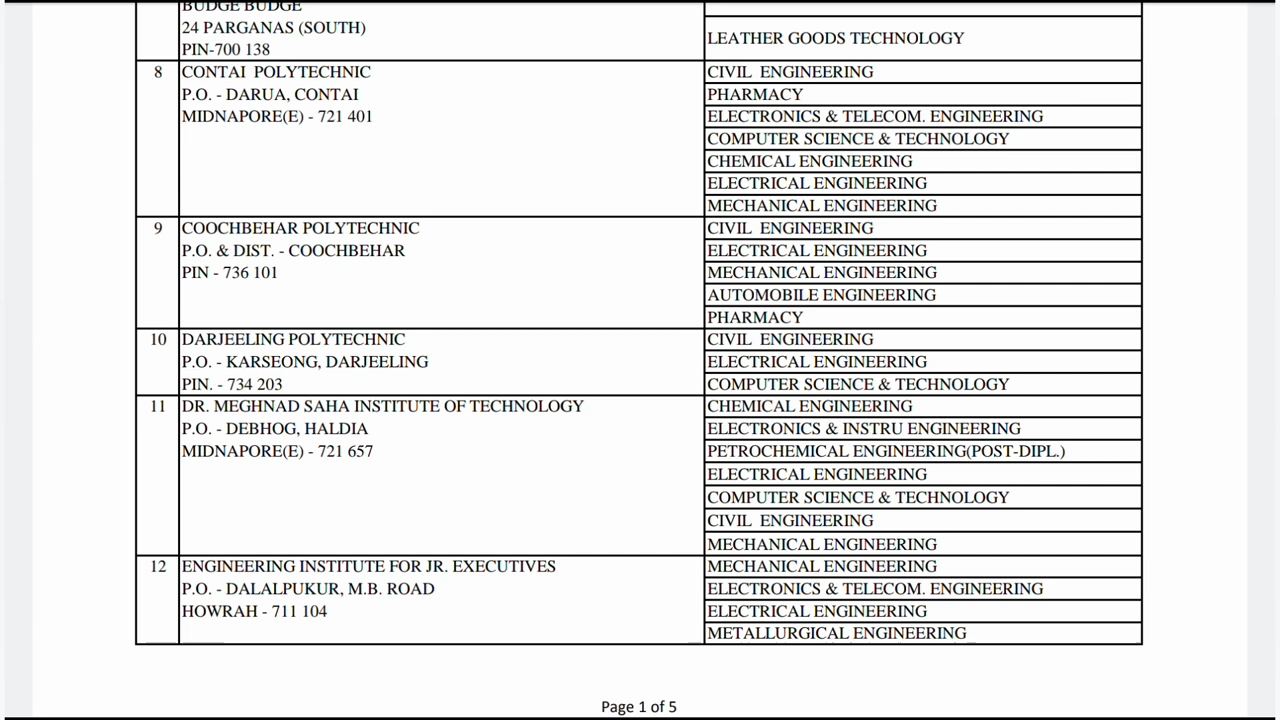 BUDGE BUDGE
24 PARGANAS (SOUTH)
PIN-700 138
LEATHER GOODS TECHNOLOGY
8
CONTAI POLYTECHNIC
P.O. - DARUA, CONTAI
MIDNAPORE(E) - 721 401
CIVIL ENGINEERING
PHARMACY
ELECTRONICS & TELECOM. ENGINEERING
COMPUTER SCIENCE & TECHNOLOGY
CHEMICAL ENGINEERING
ELECTRICAL ENGINEERING
MECHANICAL ENGINEERING
9
COOCHBEHAR POLYTECHNIC
P.O. & DIST. - COOCHBEHAR
PIN - 736 101
CIVIL ENGINEERING
ELECTRICAL ENGINEERING
MECHANICAL ENGINEERING
AUTOMOBILE ENGINEERING
PHARMACY
10
DARJEELING POLYTECHNIC
P.O. - KARSEONG, DARJEELING
PIN. - 734 203
CIVIL ENGINEERING
ELECTRICAL ENGINEERING
COMPUTER SCIENCE & TECHNOLOGY
11
DR. MEGHNAD SAHA INSTITUTE OF TECHNOLOGY
P.O. - DEBHOG, HALDIA
MIDNAPORE(E) - 721 657
CHEMICAL ENGINEERING
ELECTRONICS & INSTRU ENGINEERING
PETROCHEMICAL ENGINEERING(POST-DIPL.)
ELECTRICAL ENGINEERING
COMPUTER SCIENCE & TECHNOLOGY
CIVIL ENGINEERING
MECHANICAL ENGINEERING
12
ENGINEERING INSTITUTE FOR JR. EXECUTIVES
P.O. - DALALPUKUR, M.B. ROAD
HOWRAH - 711 104
MECHANICAL ENGINEERING
ELECTRONICS & TELECOM. ENGINEERING
ELECTRICAL ENGINEERING
METALLURGICAL ENGINEERING
Page 1 of 5